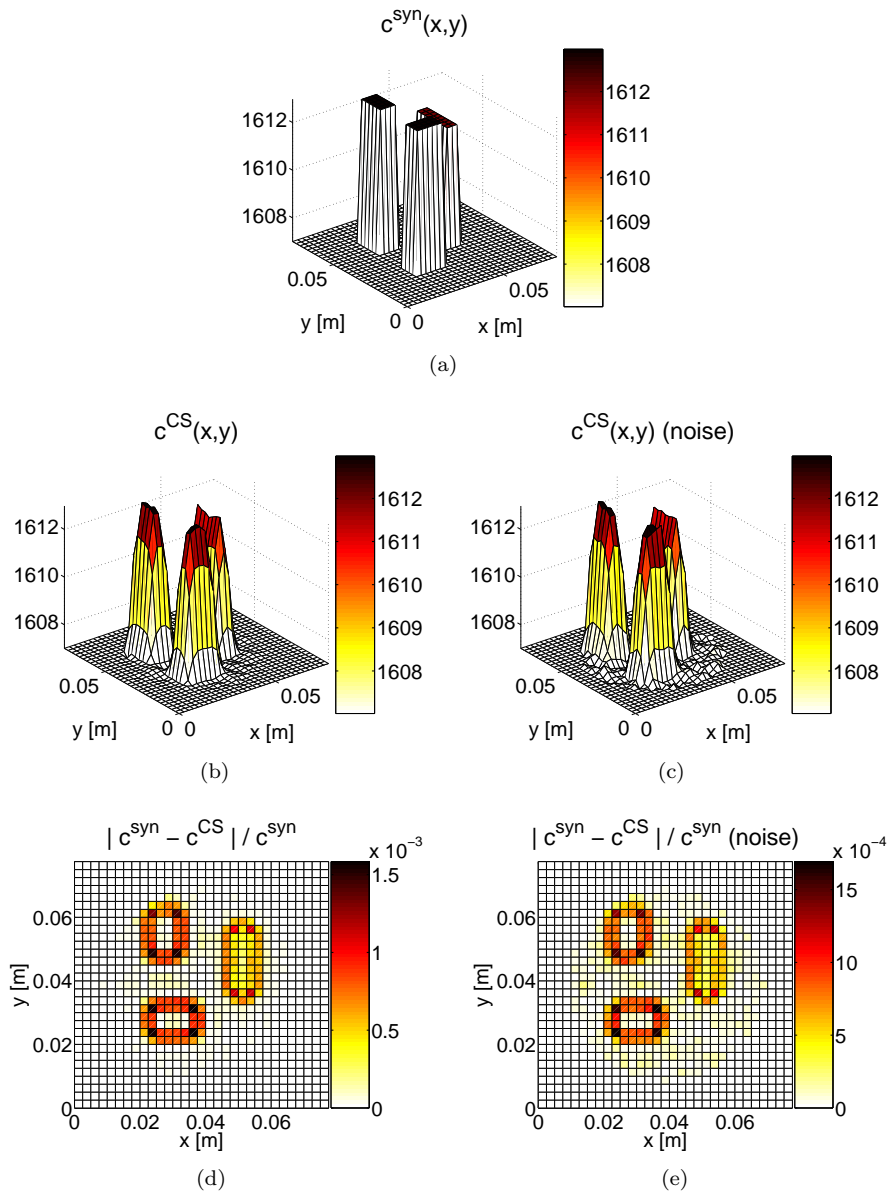 c^syn(x,y)
1612
1610
1608
0.05
y [m]
0
0
x [m]
0.05
1612
1611
1610
1609
1608
(a)
c^CS(x,y)
1612
1610
1608
0.05
y [m]
0
0
x [m]
0.05
1612
1611
1610
1609
1608
(b)
c^CS(x,y) (noise)
1612
1610
1608
0.05
y [m]
0
0
x [m]
0.05
1612
1611
1610
1609
1608
(c)
| c^syn − c^CS | / c^syn
x 10^−3
1.5
1
0.5
0
0.06
0.04
0.02
0
y [m]
0
0.02
0.04
0.06
x [m]
(d)
| c^syn − c^CS | / c^syn (noise)
x 10^−4
15
10
5
0
0.06
0.04
0.02
0
y [m]
0
0.02
0.04
0.06
x [m]
(e)